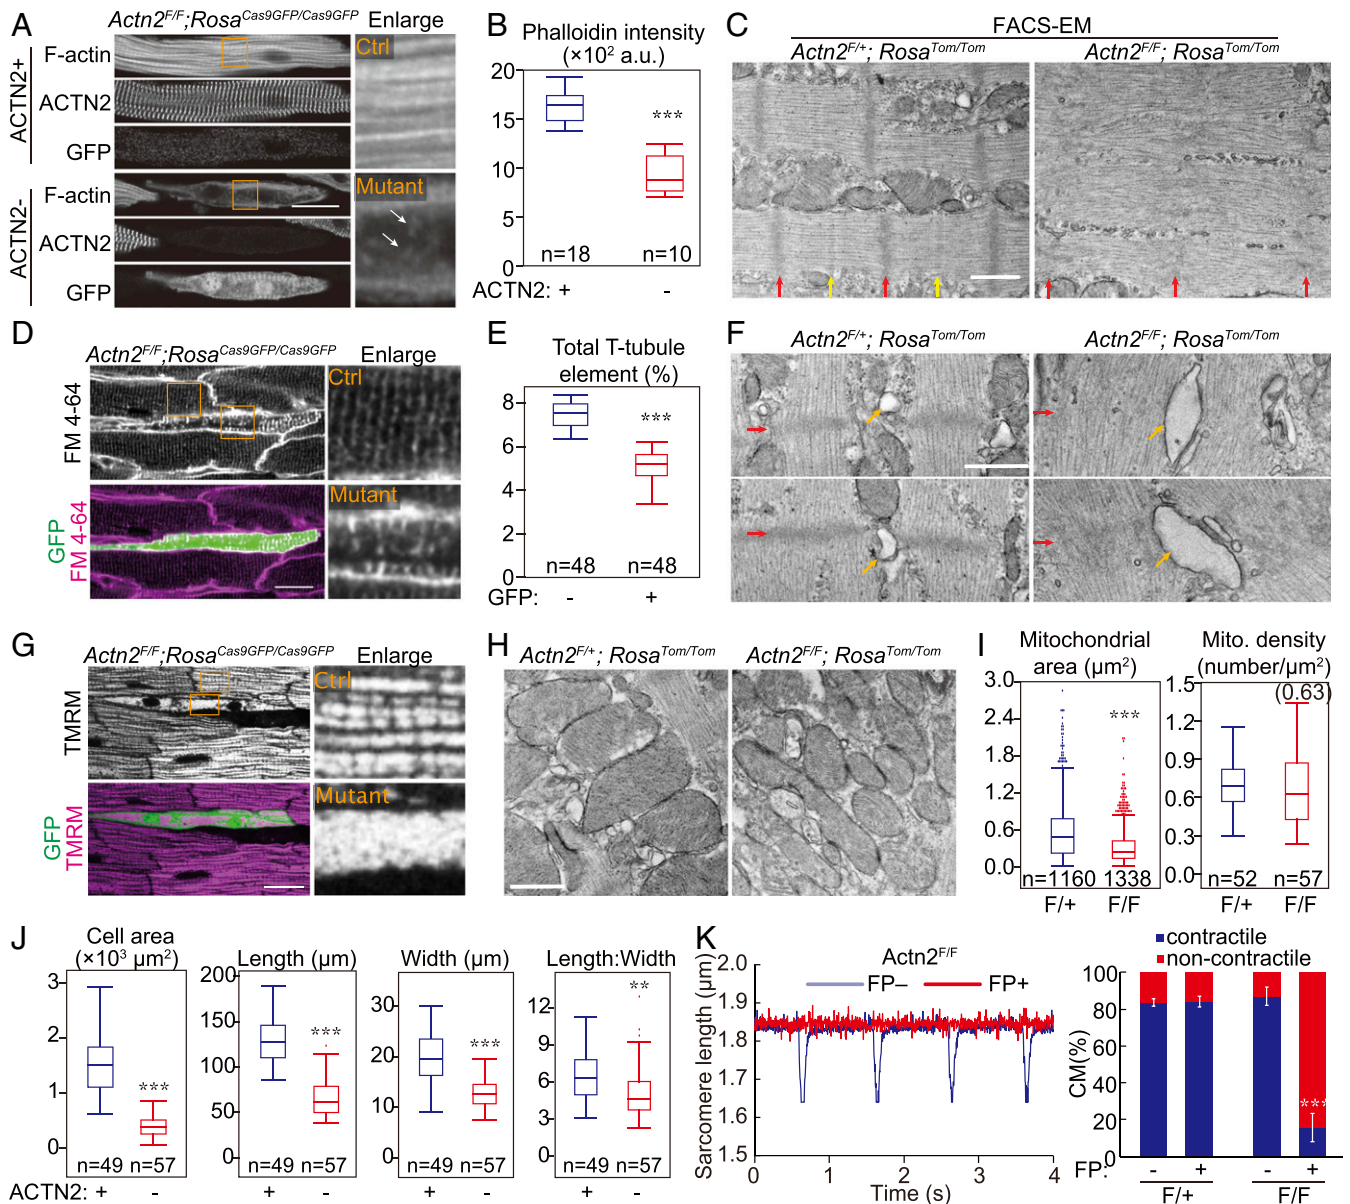 A
Actn2F/F;RosaCas9GFP/Cas9GFP
Enlarge
ACTN2+
F-actin
ACTN2
GFP
Ctrl
ACTN2-
F-actin
ACTN2
GFP
Mutant
B
Phalloidin intensity
(×10² a.u.)
20
15
10
5
0
***
n=18
n=10
ACTN2: + -
C
FACS-EM
Actn2F/+; RosaTom/Tom
Actn2F/F; RosaTom/Tom
D
Actn2F/F;RosaCas9GFP/Cas9GFP
Enlarge
FM 4-64
Ctrl
GFP
FM 4-64
Mutant
E
Total T-tubule
element (%)
8
6
4
2
0
***
n=48
n=48
GFP: - +
F
Actn2F/+; RosaTom/Tom
Actn2F/F; RosaTom/Tom
G
Actn2F/F;RosaCas9GFP/Cas9GFP
Enlarge
TMRM
Ctrl
GFP
TMRM
Mutant
H
Actn2F/+; RosaTom/Tom
Actn2F/F; RosaTom/Tom
I
Mitochondrial
area (µm²)
3.0
2.4
1.8
1.2
0.6
0.0
***
n=1160
1338
F/+ F/F
Mito. density
(number/µm²)
(0.63)
1.5
1.2
0.9
0.6
0.3
0.0
n=52
n=57
F/+ F/F
J
Cell area
(×10³ µm²)
3
2
1
0
***
n=49 n=57
ACTN2: + -
Length (µm)
200
150
100
50
0
***
n=49 n=57
+ -
Width (µm)
30
20
10
0
***
n=49 n=57
+ -
Length:Width
12
9
6
3
0
**
n=49 n=57
+ -
K
Actn2F/F
FP– FP+
Sarcomere length (µm)
2.0
1.9
1.8
1.7
1.6
1.5
0 1 2 3 4
Time (s)
contractile
non-contractile
CM(%)
100
80
60
40
20
0
***
FP: - + - +
F/+ F/F